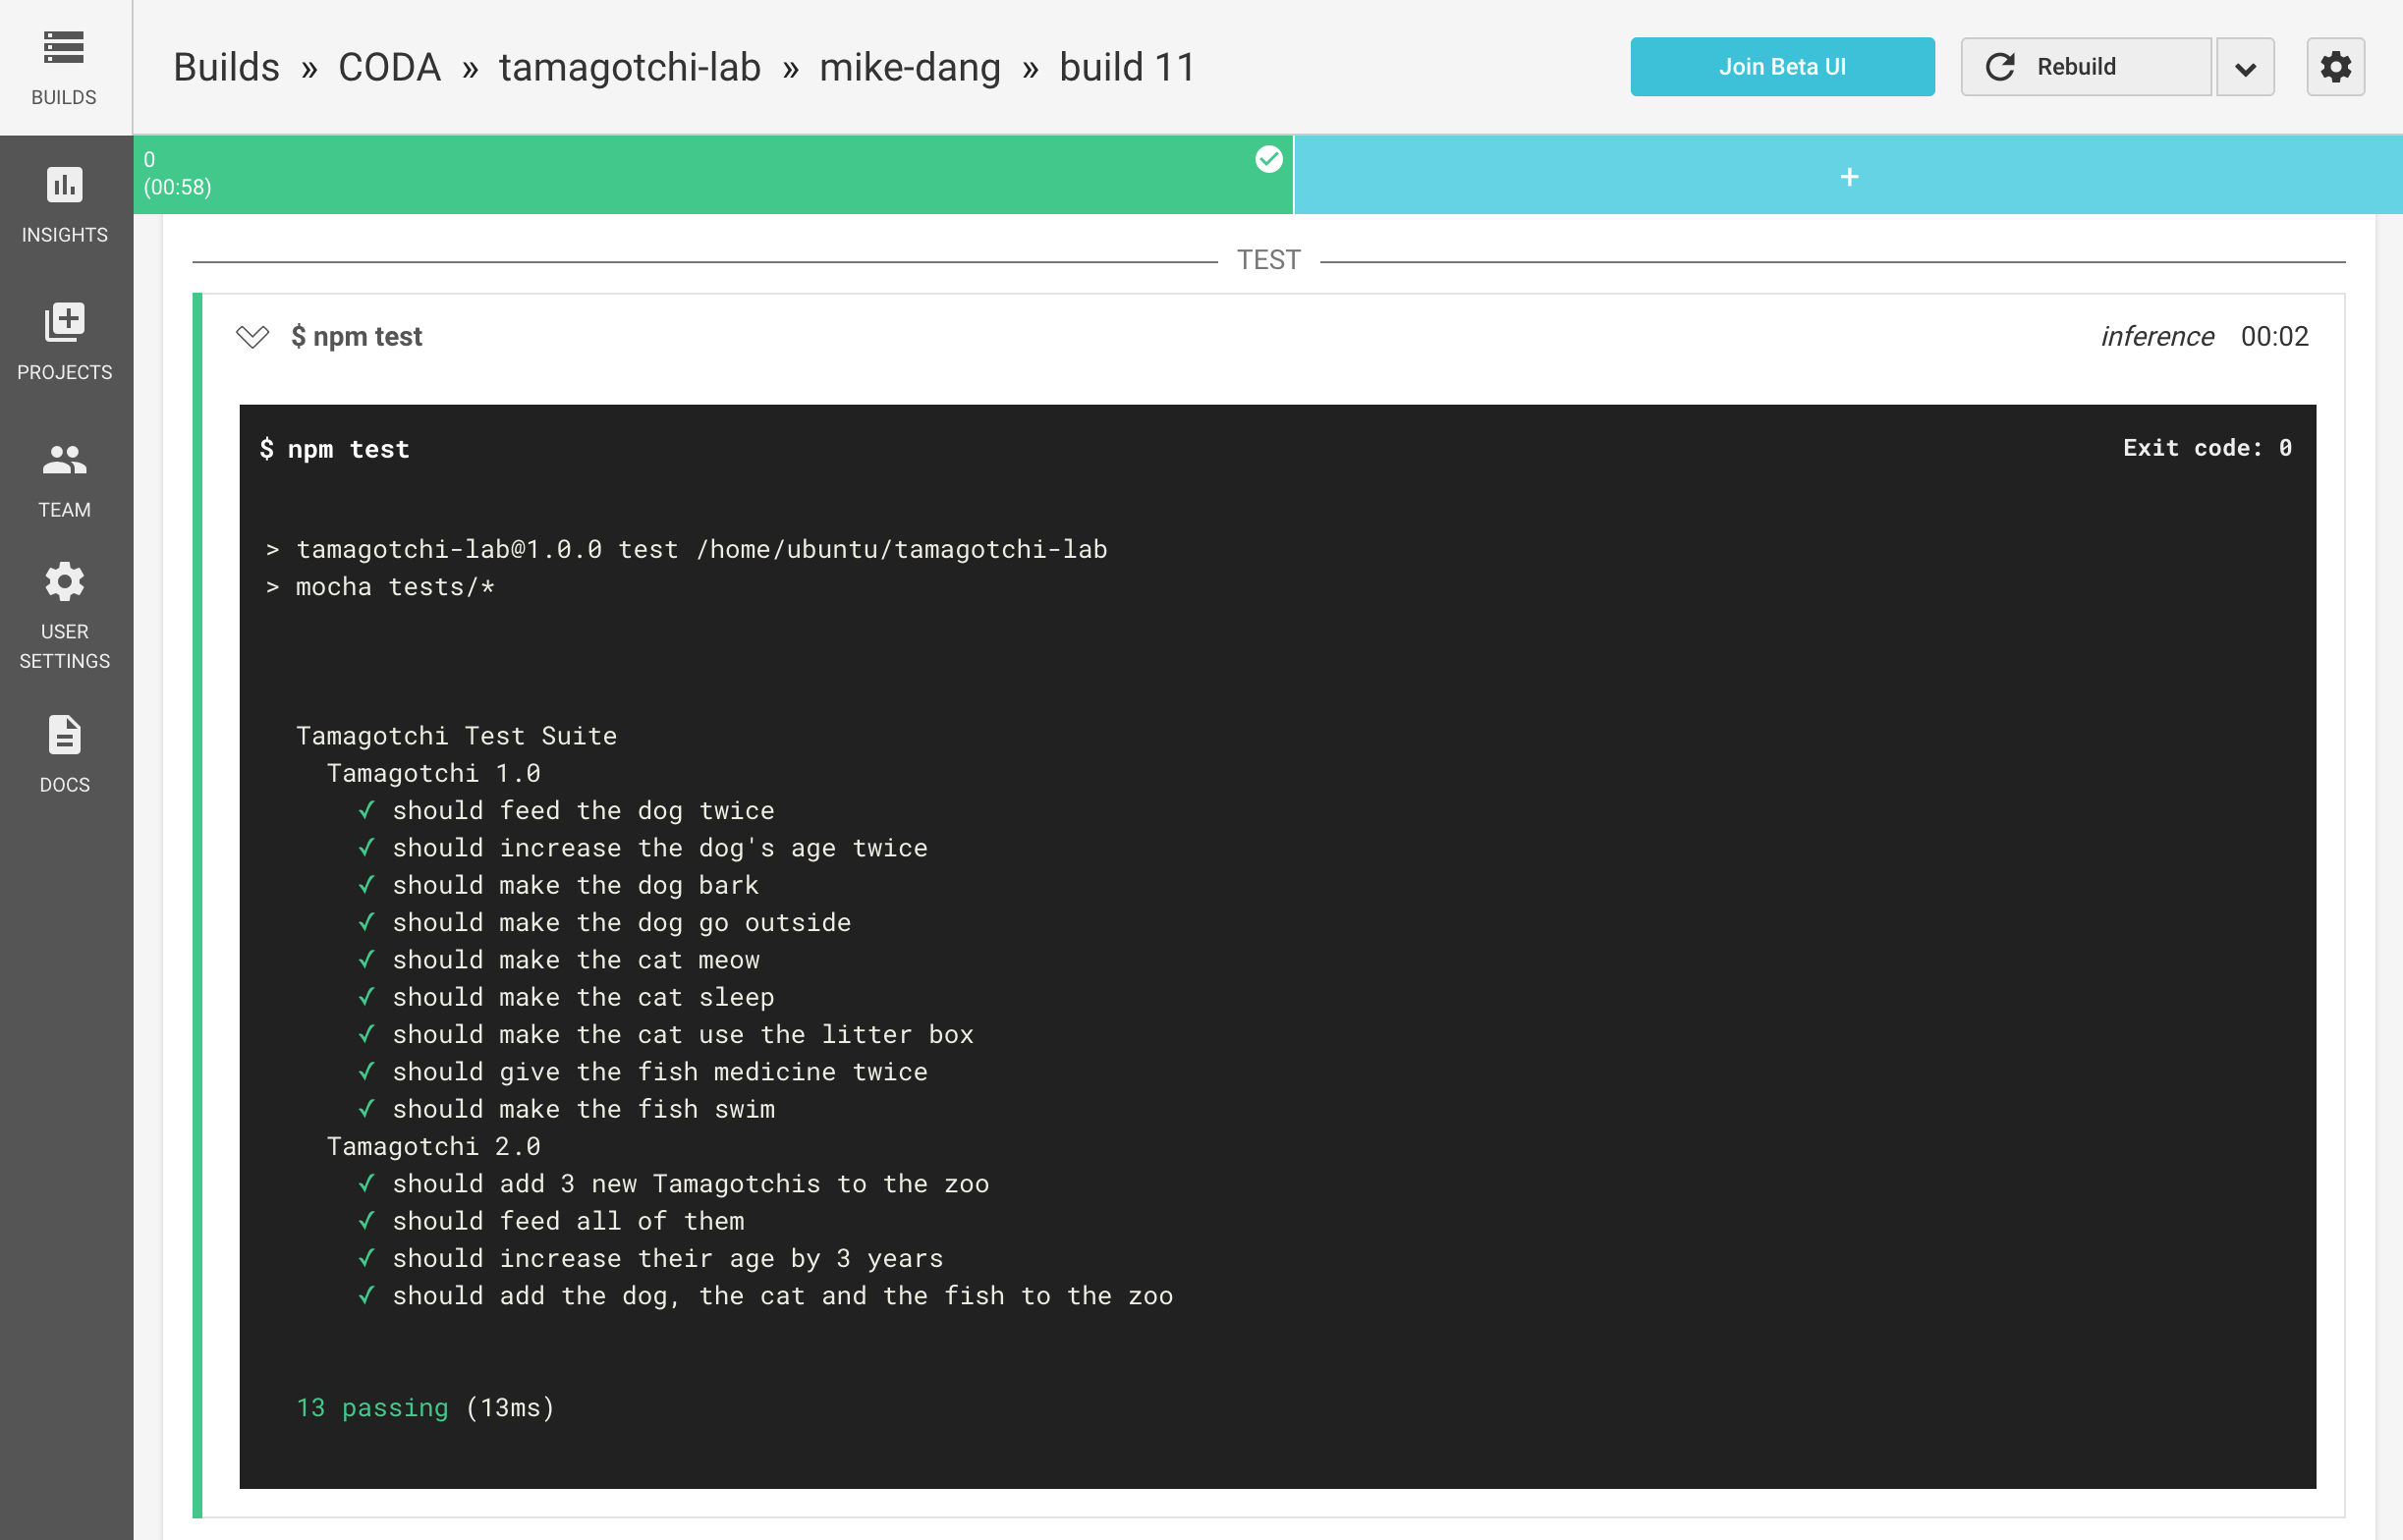 BUILDS
INSIGHTS
PROJECTS
TEAM
USER
SETTINGS
DOCS
Builds » CODA » tamagotchi-lab » mike-dang » build 11
Join Beta UI
Rebuild
0
(00:58)
+
TEST
$ npm test
inference 00:02
$ npm test
Exit code: 0
> tamagotchi-lab@1.0.0 test /home/ubuntu/tamagotchi-lab
> mocha tests/*
Tamagotchi Test Suite
Tamagotchi 1.0
✓ should feed the dog twice
✓ should increase the dog's age twice
✓ should make the dog bark
✓ should make the dog go outside
✓ should make the cat meow
✓ should make the cat sleep
✓ should make the cat use the litter box
✓ should give the fish medicine twice
✓ should make the fish swim
Tamagotchi 2.0
✓ should add 3 new Tamagotchis to the zoo
✓ should feed all of them
✓ should increase their age by 3 years
✓ should add the dog, the cat and the fish to the zoo
13 passing (13ms)